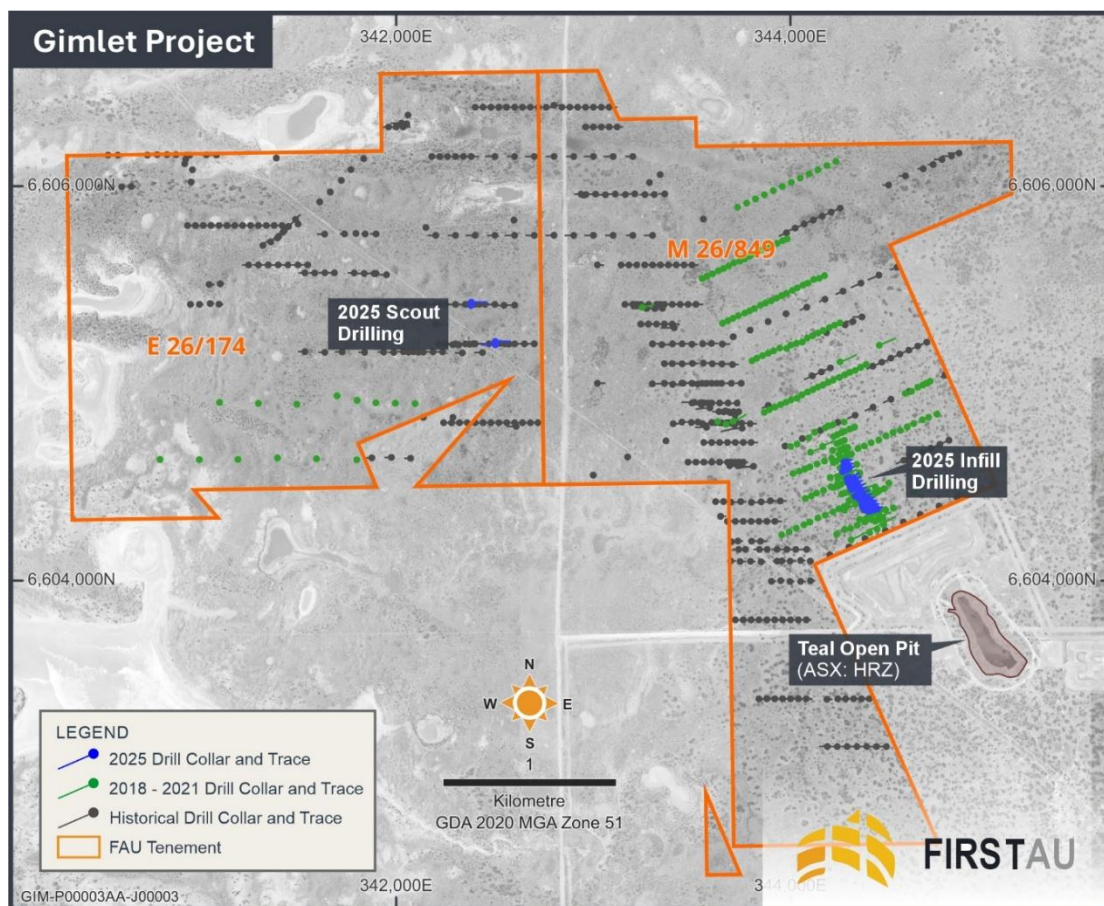 Gimlet Project
342,000E
344,000E
6,606,000N
6,606,000N
M 26/849
2025 Scout
Drilling
E 26/174
2025 Infill
Drilling
6,604,000N
6,604,000N
Teal Open Pit
(ASX: HRZ)
N
W
E
S
1
Kilometre
GDA 2020 MGA Zone 51
LEGEND
2025 Drill Collar and Trace
2018 - 2021 Drill Collar and Trace
Historical Drill Collar and Trace
FAU Tenement
FIRSTAU
GIM-P00003AA-J00003
342,000E
344,000E